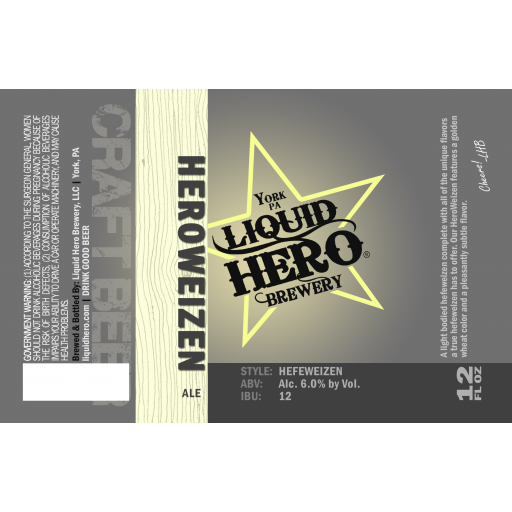 GOVERNMENT WARNING: (1) ACCORDING TO THE SURGEON GENERAL, WOMEN
SHOULD NOT DRINK ALCOHOLIC BEVERAGES DURING PREGNANCY BECAUSE OF
THE RISK OF BIRTH DEFECTS. (2) CONSUMPTION OF ALCOHOLIC BEVERAGES
IMPAIRS YOUR ABILITY TO DRIVE A CAR OR OPERATE MACHINERY, AND MAY CAUSE
HEALTH PROBLEMS.
Brewed & Bottled By: Liquid Hero Brewery, LLC | York, PA
liquidhero.com | DRINK GOOD BEER
CRAFT BEER
HEROWEIZEN
ALE
YORK
PA
LIQUID
HERO®
BREWERY
STYLE: HEFEWEIZEN
ABV: Alc. 6.0% by Vol.
IBU: 12
A light bodied hefeweizen complete with all of the unique flavors
a true hefeweizen has to offer. Our HeroWeizen features a golden
wheat color and a pleasantly subtle flavor.
Cheers! LHB
12
FL OZ